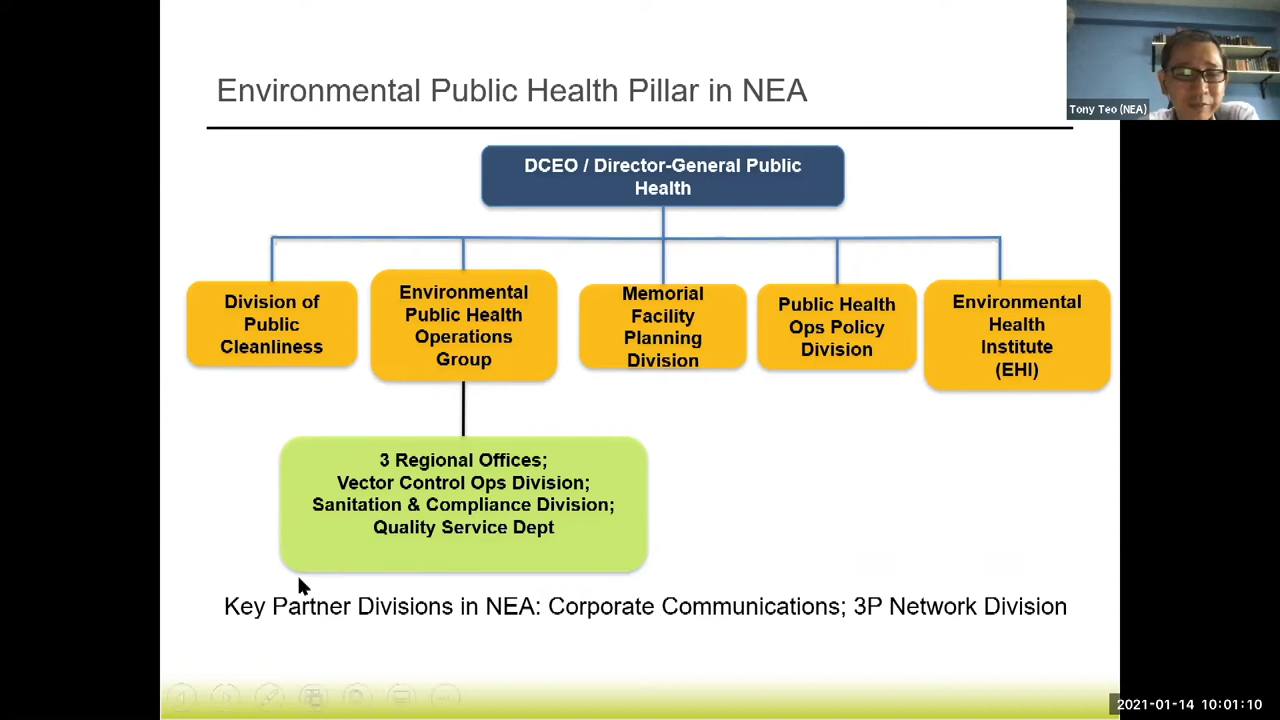 Environmental Public Health Pillar in NEA
Tony Teo (NEA)
DCEO / Director-General Public
Health
Division of
Public
Cleanliness
Environmental
Public Health
Operations
Group
Memorial
Facility
Planning
Division
Public Health
Ops Policy
Division
Environmental
Health
Institute
(EHI)
3 Regional Offices;
Vector Control Ops Division;
Sanitation & Compliance Division;
Quality Service Dept
Key Partner Divisions in NEA: Corporate Communications; 3P Network Division
2021-01-14 10:01:10